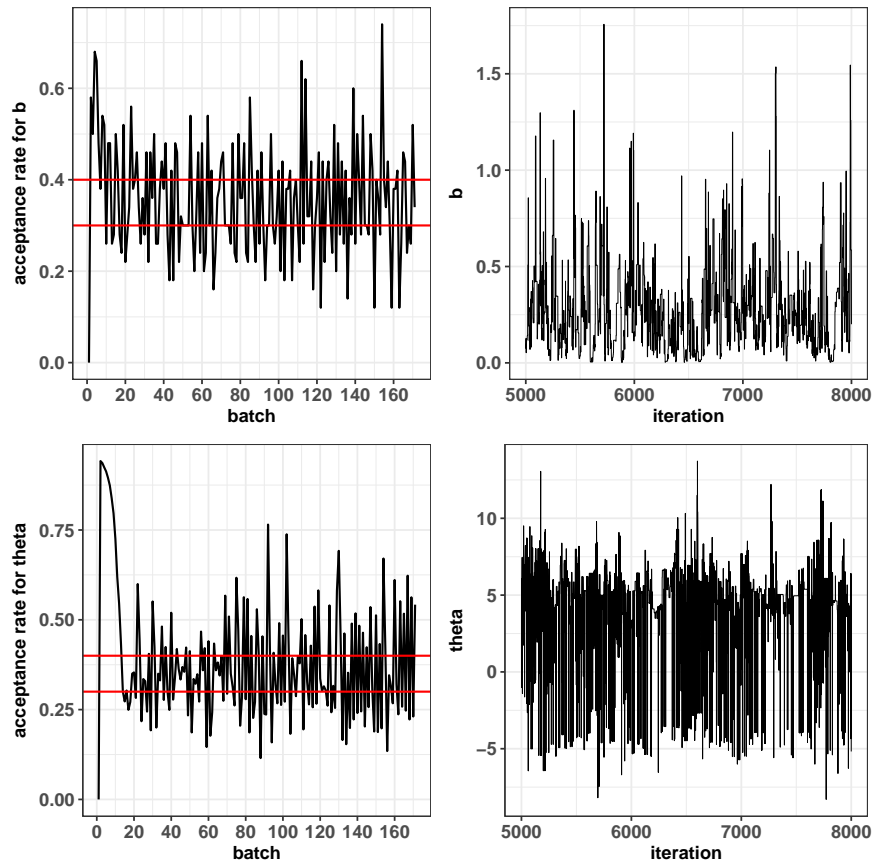 acceptance rate for b
0.6
0.4
0.2
0.0
0 20 40 60 80 100 120 140 160
batch
b
1.5
1.0
0.5
0.0
5000 6000 7000 8000
iteration
acceptance rate for theta
0.75
0.50
0.25
0.00
0 20 40 60 80 100 120 140 160
batch
theta
10
5
0
−5
5000 6000 7000 8000
iteration